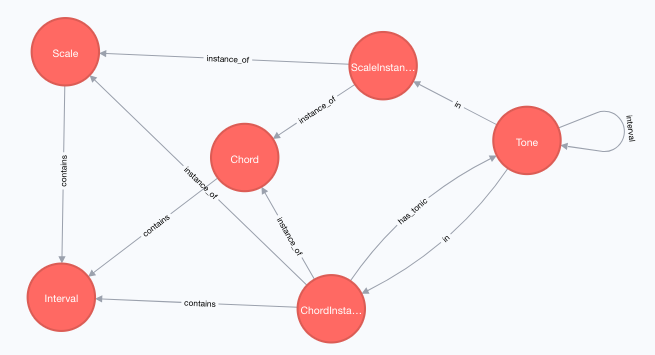 Scale
instance_of
ScaleInstan...
in
Tone
interval
instance_of
Chord
contains
instance_of
contains
instance_of
has_tonic
in
Interval
contains
ChordInsta...